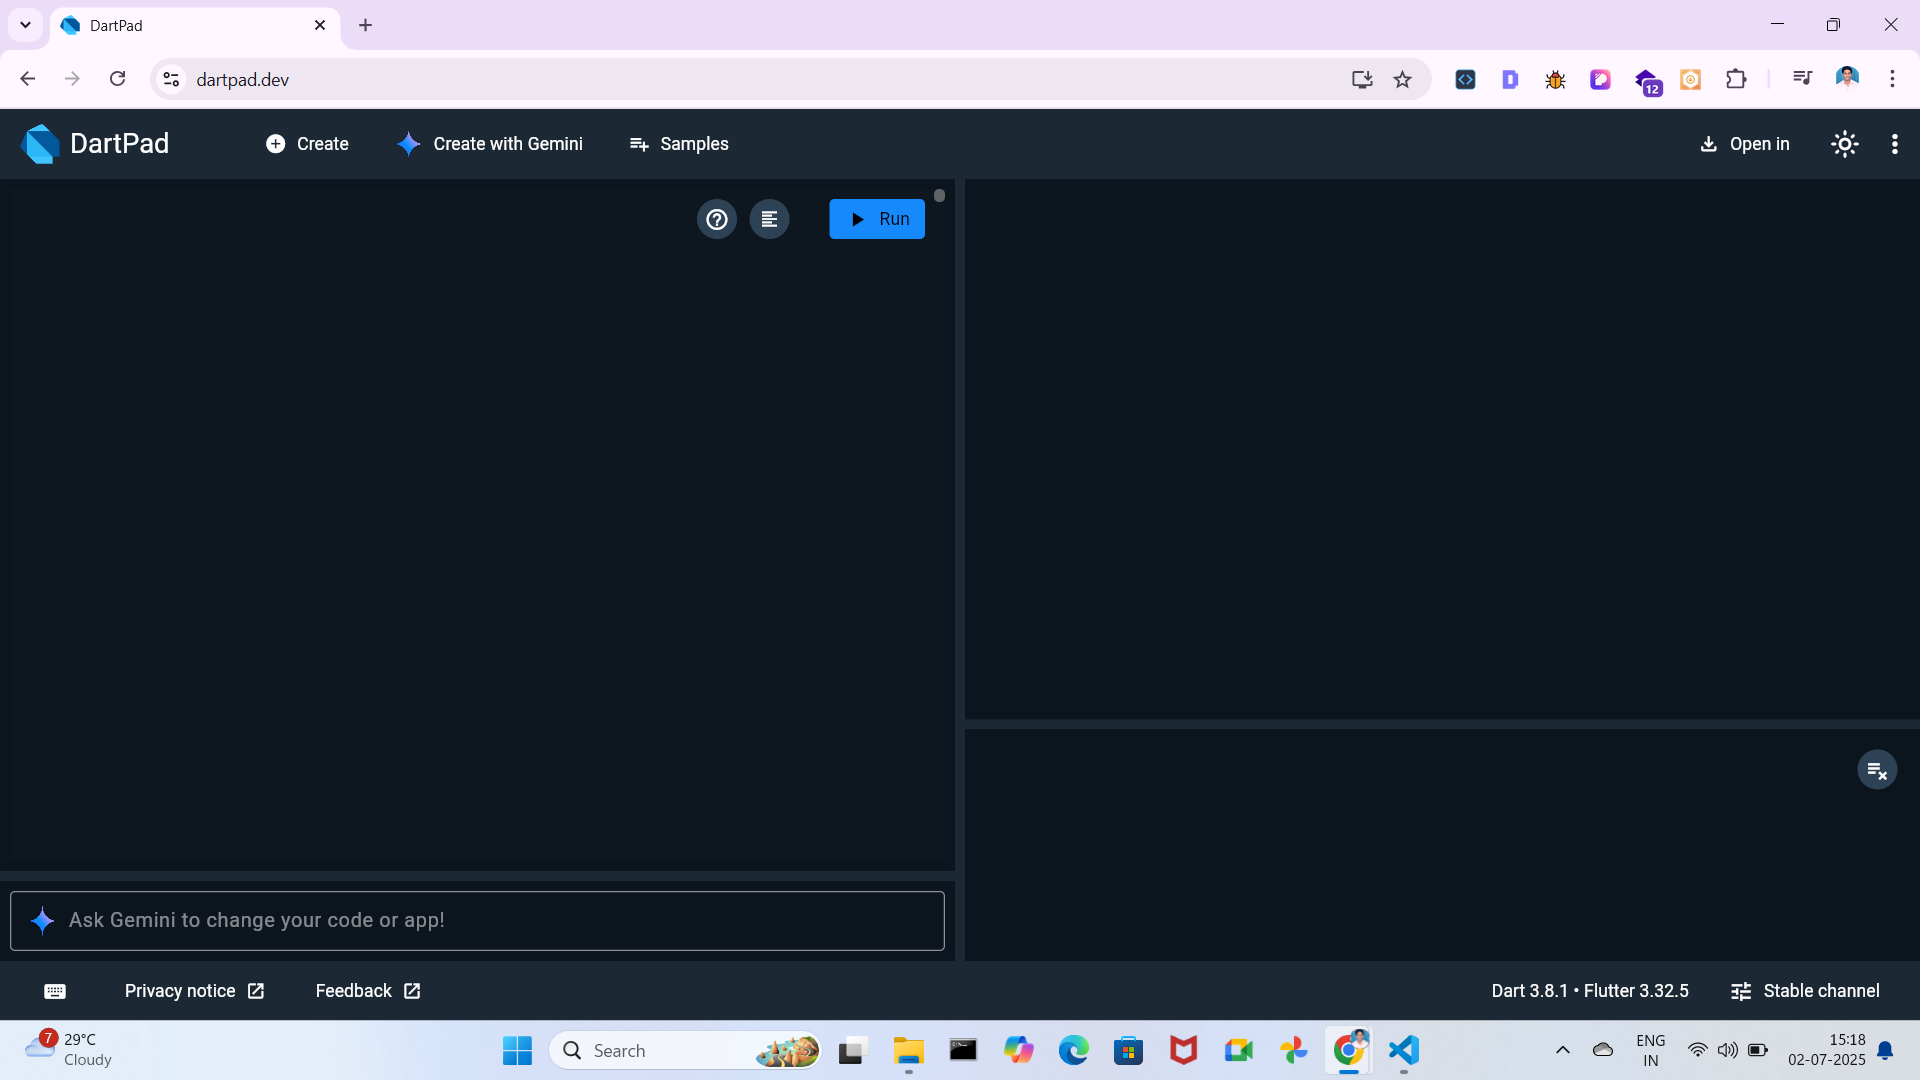 DartPad
dartpad.dev
12
DartPad
Create
Create with Gemini
Samples
Open in
Run
Ask Gemini to change your code or app!
Privacy notice
Feedback
Dart 3.8.1 • Flutter 3.32.5
Stable channel
7
29°C
Cloudy
Search
ENG
IN
15:18
02-07-2025